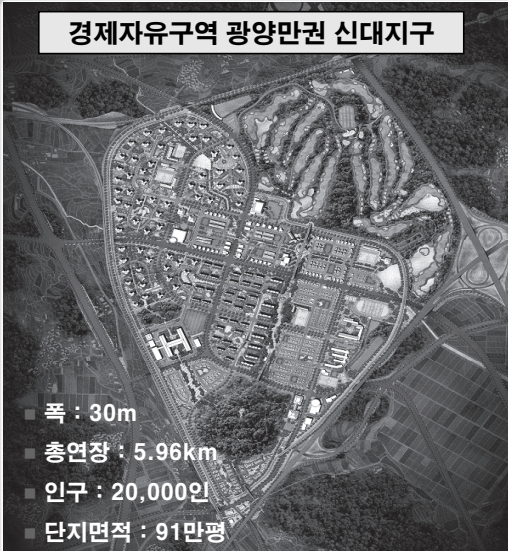 경제자유구역 광양만권 신대지구
■ 폭 : 30m
■ 총연장 : 5.96km
■ 인구 : 20,000인
■ 단지면적 : 91만평